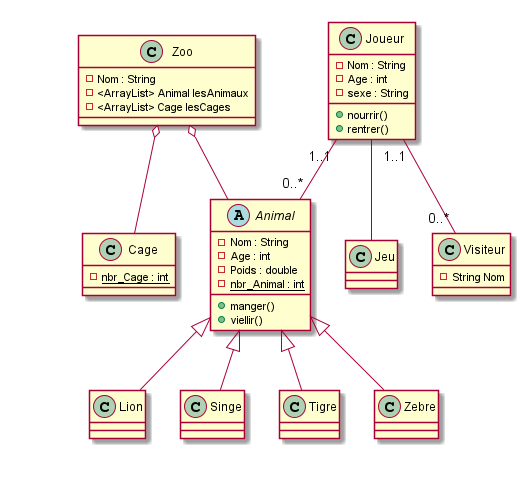 C Zoo
Nom : String
<ArrayList> Animal lesAnimaux
<ArrayList> Cage lesCages
C Joueur
Nom : String
Age : int
sexe : String
nourrir()
rentrer()
1..1
1..1
0..*
0..*
C Cage
nbr_Cage : int
A Animal
Nom : String
Age : int
Poids : double
nbr_Animal : int
manger()
viellir()
C Jeu
C Visiteur
String Nom
C Lion
C Singe
C Tigre
C Zebre